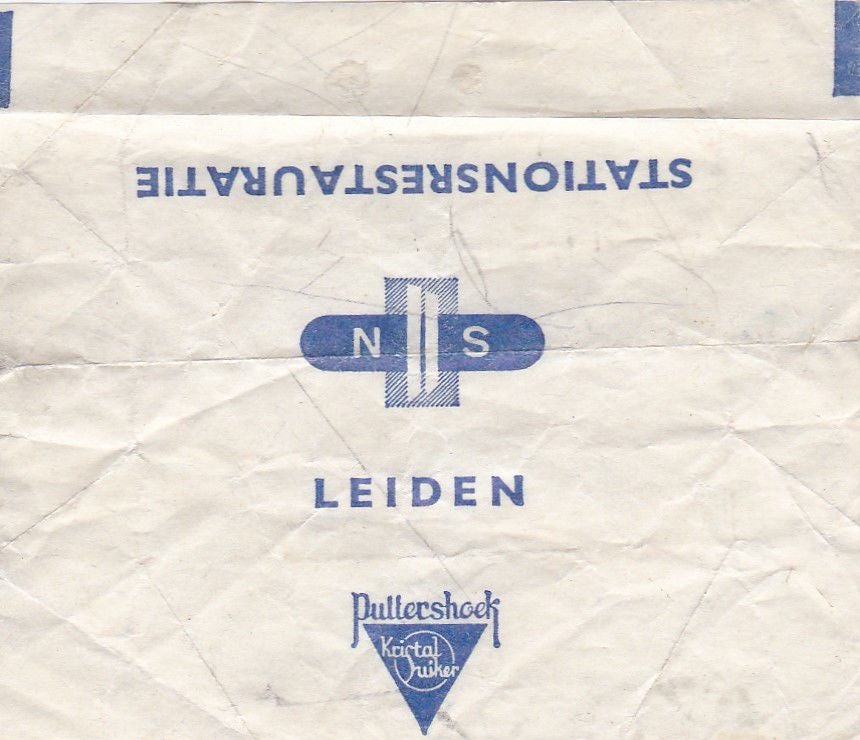 STATIONSRESTAURATIE
N S
LEIDEN
Puttershoek
Kristal
Suiker